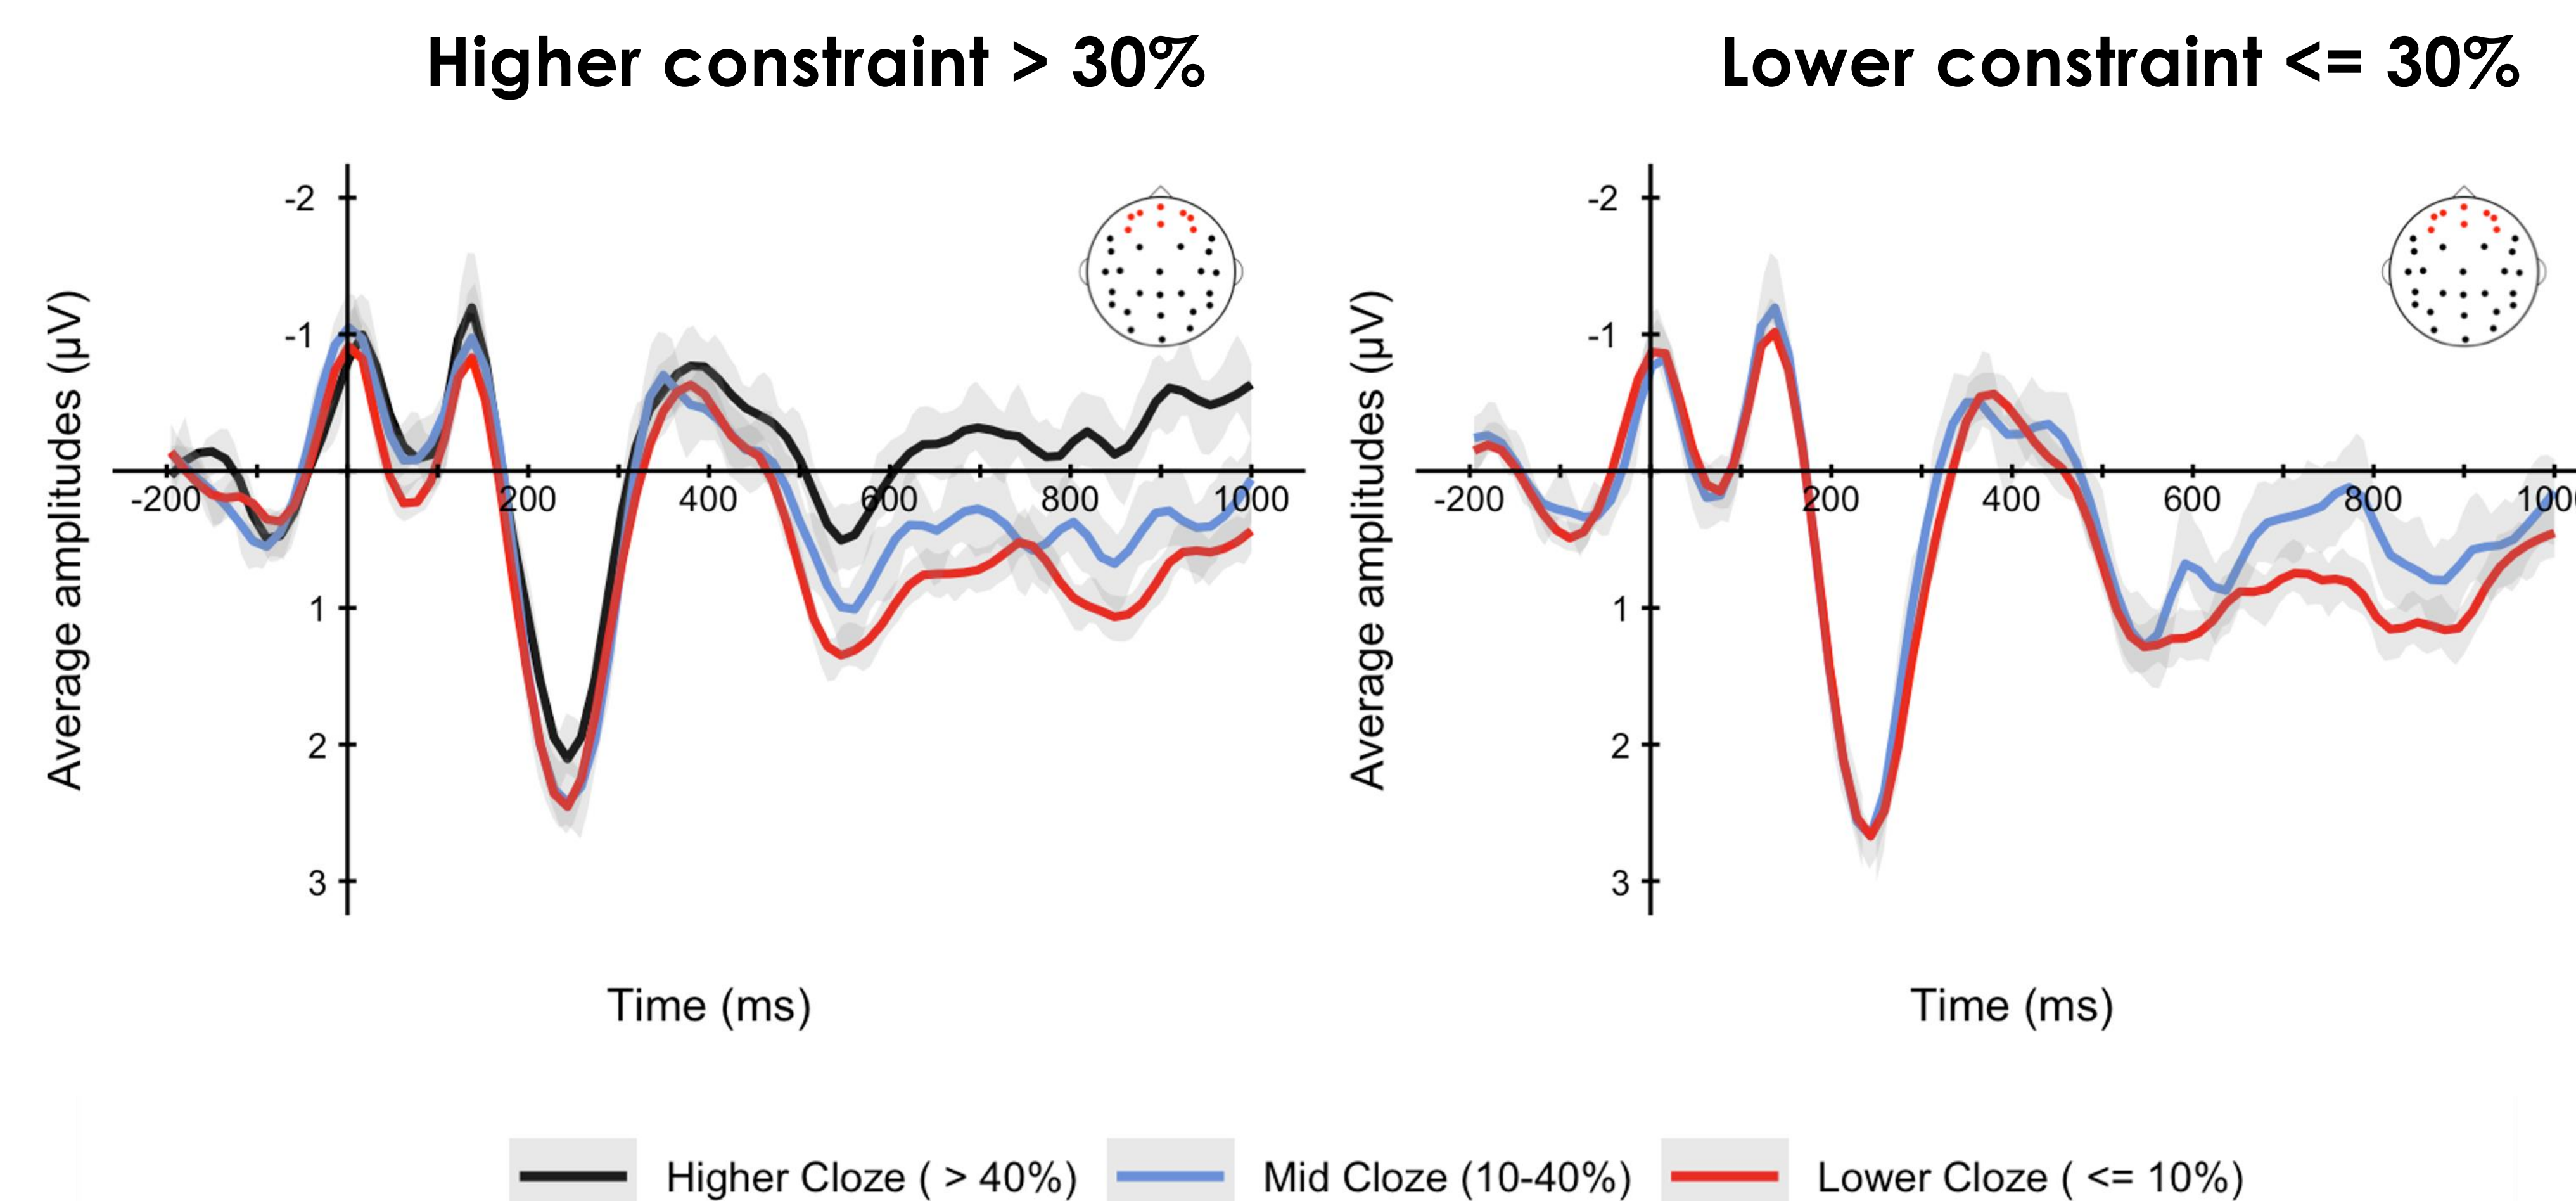 Higher constraint > 30%
Lower constraint <= 30%
Average amplitudes (µV)
-2
-1
1
2
3
-200
200
400
600
800
1000
Time (ms)
Average amplitudes (µV)
-2
-1
1
2
3
-200
200
400
600
800
100
Time (ms)
Higher Cloze ( > 40%)
Mid Cloze (10-40%)
Lower Cloze ( <= 10%)